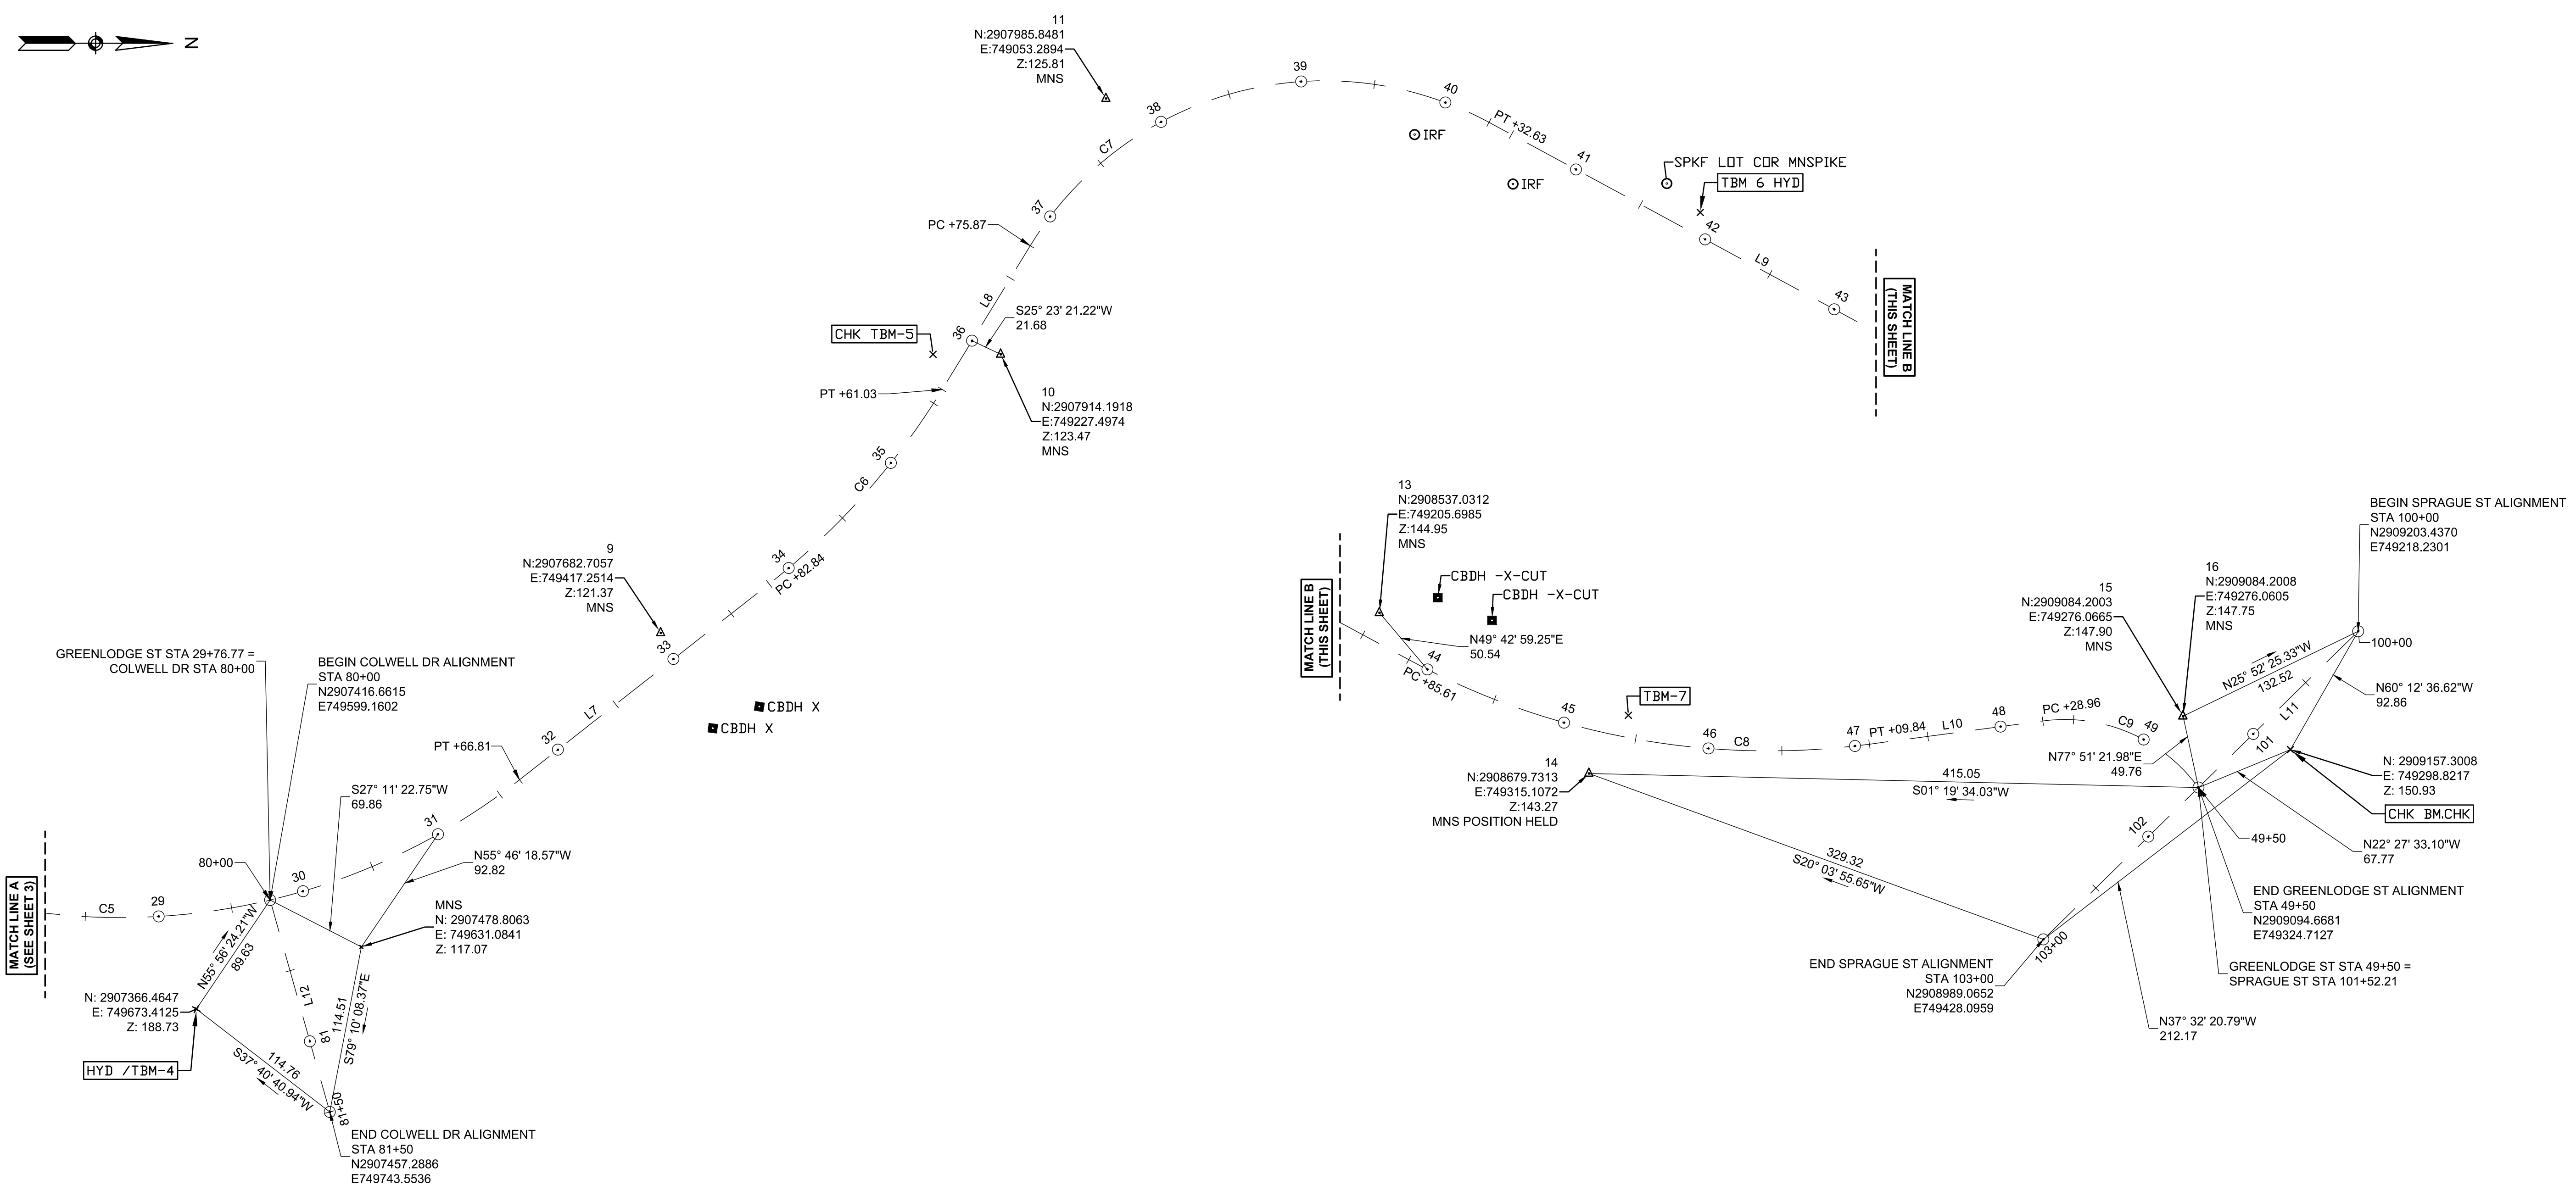 N
11
N:2907985.8481
E:749053.2894
Z:125.81
MNS
39
40
38
C7
37
PT +32.63
IRF
IRF
41
SPKF LOT COR MNSPIKE
TBM 6 HYD
42
L9
43
MATCH LINE B
(THIS SHEET)
PC +75.87
L8
36
S25° 23' 21.22"W
21.68
CHK TBM-5
PT +61.03
10
N:2907914.1918
E:749227.4974
Z:123.47
MNS
35
C6
34
PC +82.84
9
N:2907682.7057
E:749417.2514
Z:121.37
MNS
33
CBDH X
CBDH X
L7
32
PT +66.81
GREENLODGE ST STA 29+76.77 =
COLWELL DR STA 80+00
BEGIN COLWELL DR ALIGNMENT
STA 80+00
N2907416.6615
E749599.1602
S27° 11' 22.75"W
69.86
31
N55° 46' 18.57"W
92.82
80+00
30
29
C5
MATCH LINE A
(SEE SHEET 3)
MNS
N: 2907478.8063
E: 749631.0841
Z: 117.07
N55° 56' 24.21"W
89.63
L12
81
114.51
S79° 10' 08.37"E
N: 2907366.4647
E: 749673.4125
Z: 188.73
HYD /TBM-4
114.76
S37° 40' 40.94"W
81+50
END COLWELL DR ALIGNMENT
STA 81+50
N2907457.2886
E749743.5536
13
N:2908537.0312
E:749205.6985
Z:144.95
MNS
MATCH LINE B
(THIS SHEET)
CBDH -X-CUT
CBDH -X-CUT
N49° 42' 59.25"E
50.54
44
PC +85.61
45
TBM-7
46
C8
47
PT +09.84
L10
48
PC +28.96
C9
49
14
N:2908679.7313
E:749315.1072
Z:143.27
MNS POSITION HELD
415.05
S01° 19' 34.03"W
329.32
S20° 03' 55.65"W
15
N:2909084.2003
E:749276.0665
Z:147.90
MNS
16
N:2909084.2008
E:749276.0605
Z:147.75
MNS
BEGIN SPRAGUE ST ALIGNMENT
STA 100+00
N2909203.4370
E749218.2301
100+00
N25° 52' 25.33"W
132.52
L11
101
N60° 12' 36.62"W
92.86
N77° 51' 21.98"E
49.76
N: 2909157.3008
E: 749298.8217
Z: 150.93
CHK BM.CHK
49+50
N22° 27' 33.10"W
67.77
102
END GREENLODGE ST ALIGNMENT
STA 49+50
N2909094.6681
E749324.7127
GREENLODGE ST STA 49+50 =
SPRAGUE ST STA 101+52.21
103+00
END SPRAGUE ST ALIGNMENT
STA 103+00
N2908989.0652
E749428.0959
N37° 32' 20.79"W
212.17